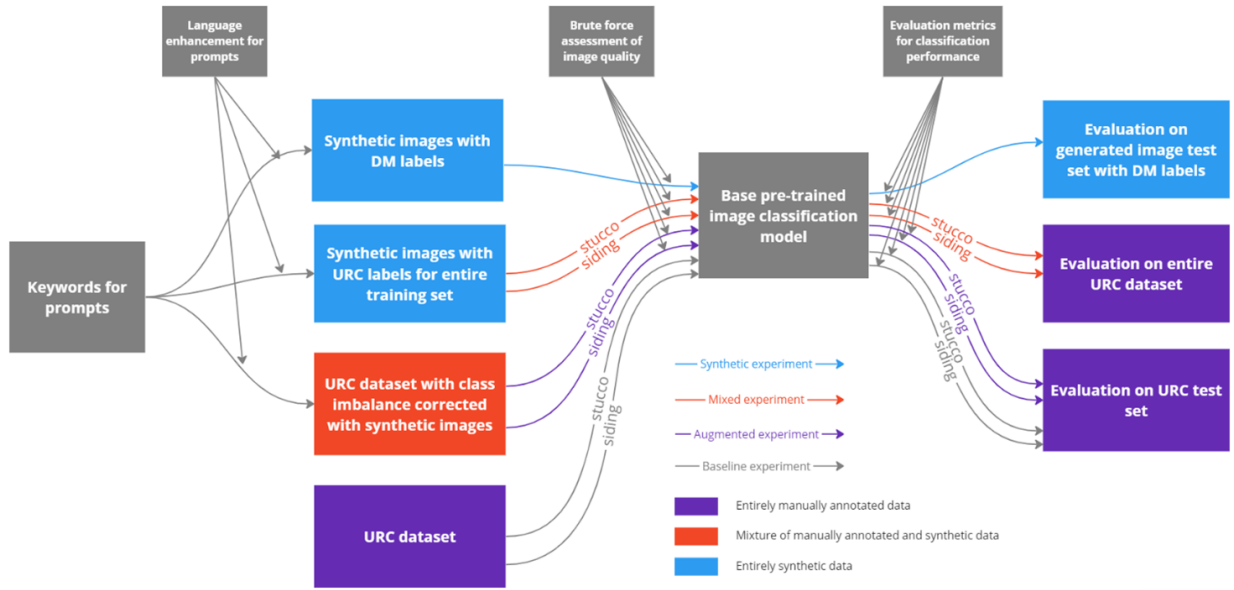 Language
enhancement for
prompts
Brute force
assessment of
image quality
Evaluation metrics
for classification
performance
Synthetic images with
DM labels
Evaluation on
generated image test
set with DM labels
Base pre-trained
image classification
model
Keywords for
prompts
Synthetic images with
URC labels for entire
training set
stucco
siding
stucco
siding
Evaluation on entire
URC dataset
stucco
siding
stucco
siding
URC dataset with class
imbalance corrected
with synthetic images
stucco
siding
stucco
siding
Evaluation on URC test
set
URC dataset
Synthetic experiment
Mixed experiment
Augmented experiment
Baseline experiment
Entirely manually annotated data
Mixture of manually annotated and synthetic data
Entirely synthetic data